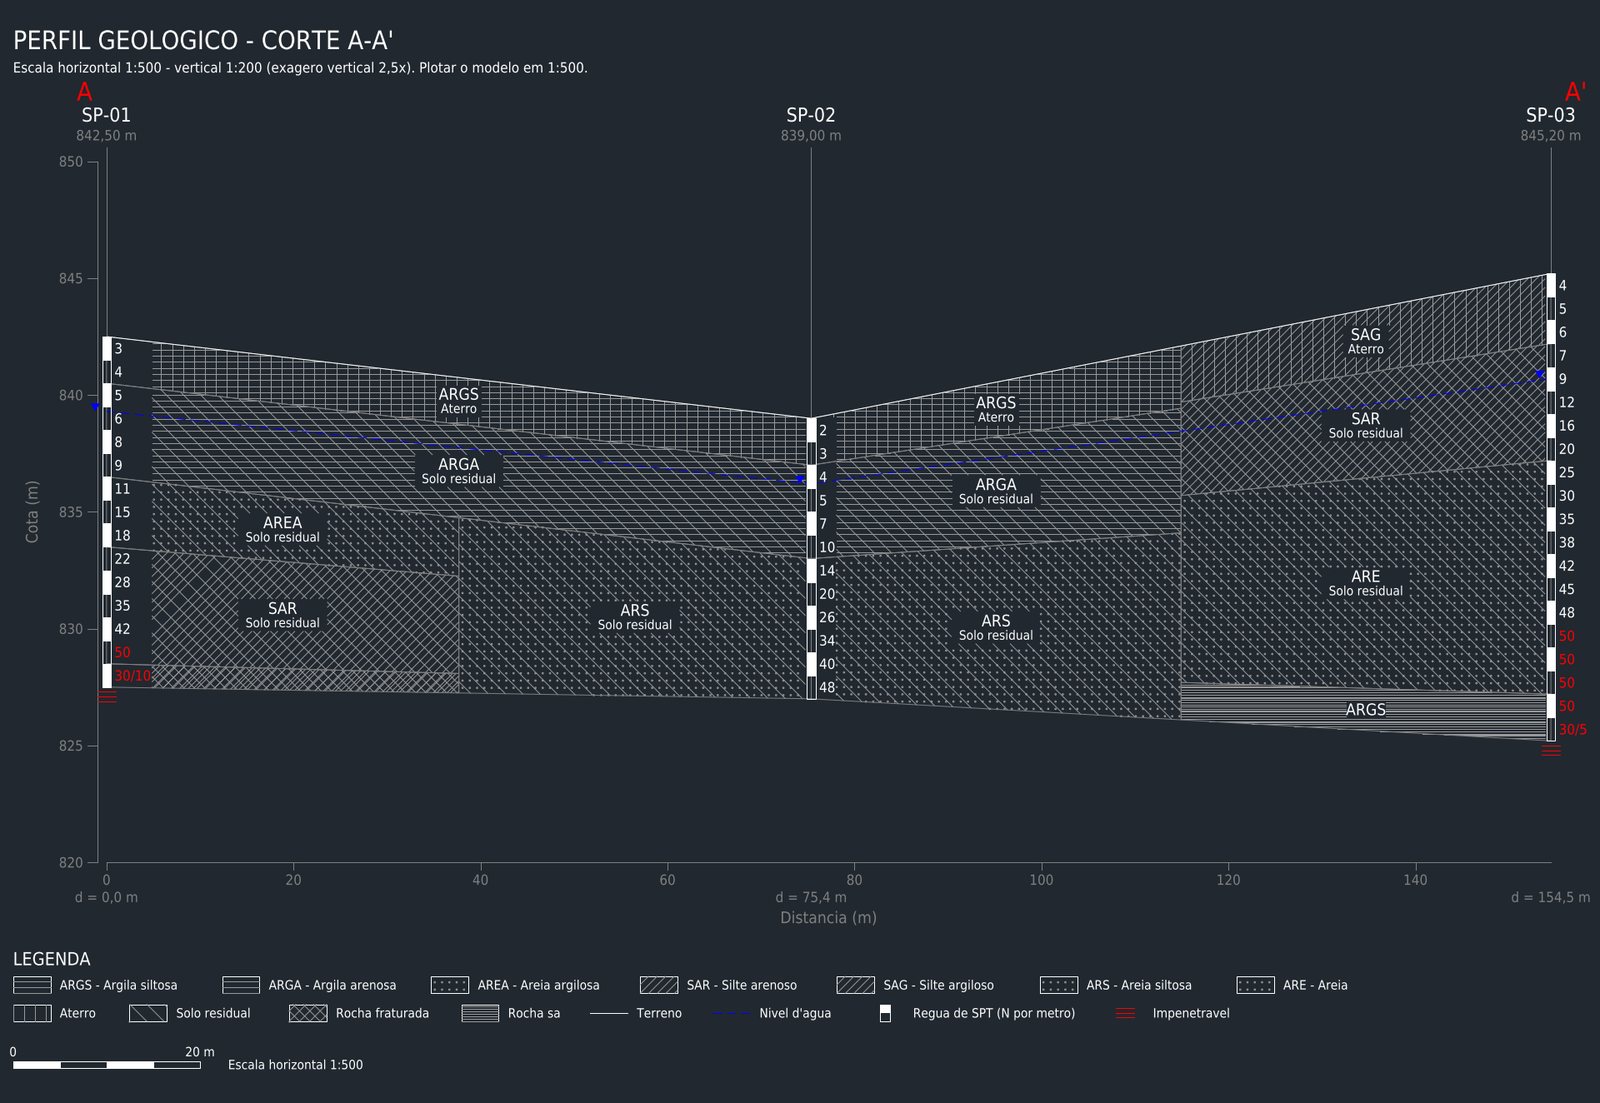 PERFIL GEOLOGICO - CORTE A-A'
Escala horizontal 1:500 - vertical 1:200 (exagero vertical 2,5x). Plotar o modelo em 1:500.
A
A'
SP-01
SP-02
SP-03
842,50 m
839,00 m
845,20 m
850
845
840
835
830
825
820
Cota (m)
3
4
5
6
8
9
11
15
18
22
28
35
42
50
30/10
ARGS
Aterro
ARGA
Solo residual
AREA
Solo residual
SAR
Solo residual
ARS
Solo residual
2
3
4
5
7
10
14
20
26
34
40
48
ARGS
Aterro
ARGA
Solo residual
ARS
Solo residual
SAG
Aterro
SAR
Solo residual
ARE
Solo residual
ARGS
4
5
6
7
9
12
16
20
25
30
35
38
42
45
48
50
50
50
50
30/5
0 20 40 60 80 100 120 140
d = 0,0 m
d = 75,4 m
d = 154,5 m
Distancia (m)
LEGENDA
ARGS - Argila siltosa
ARGA - Argila arenosa
AREA - Areia argilosa
SAR - Silte arenoso
SAG - Silte argiloso
ARS - Areia siltosa
ARE - Areia
Aterro
Solo residual
Rocha fraturada
Rocha sa
Terreno
Nivel d'agua
Regua de SPT (N por metro)
Impenetravel
0
20 m
Escala horizontal 1:500